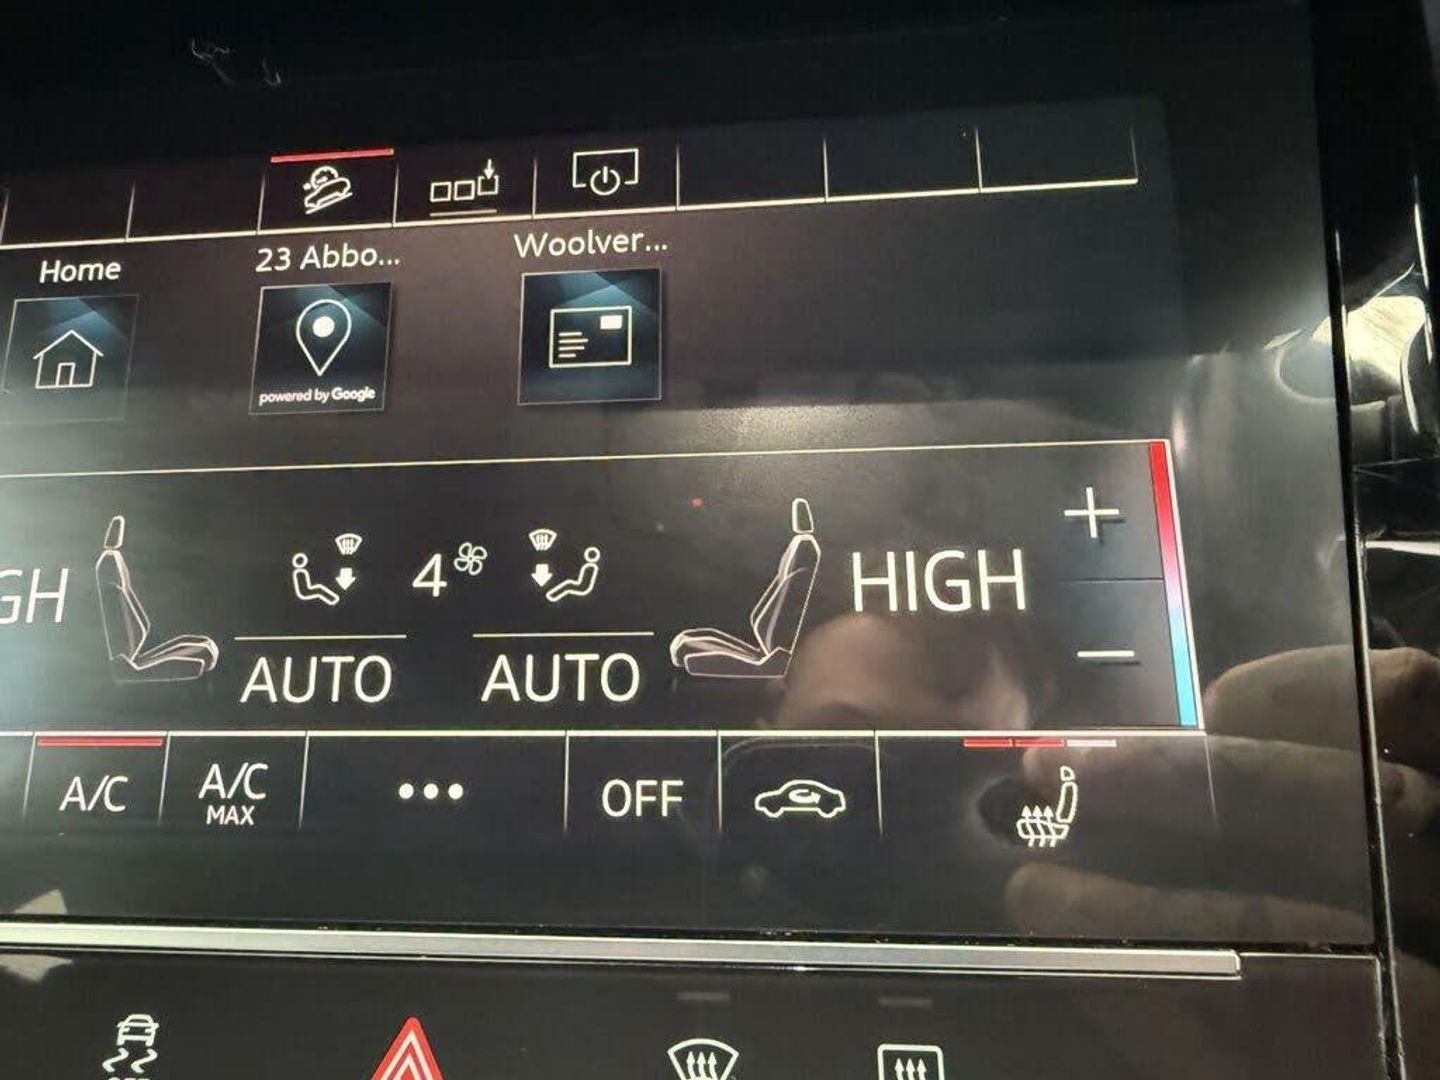 Home
23 Abbo...
Woolver...
powered by Google
GH
4
HIGH
AUTO
AUTO
A/C
A/C
MAX
OFF